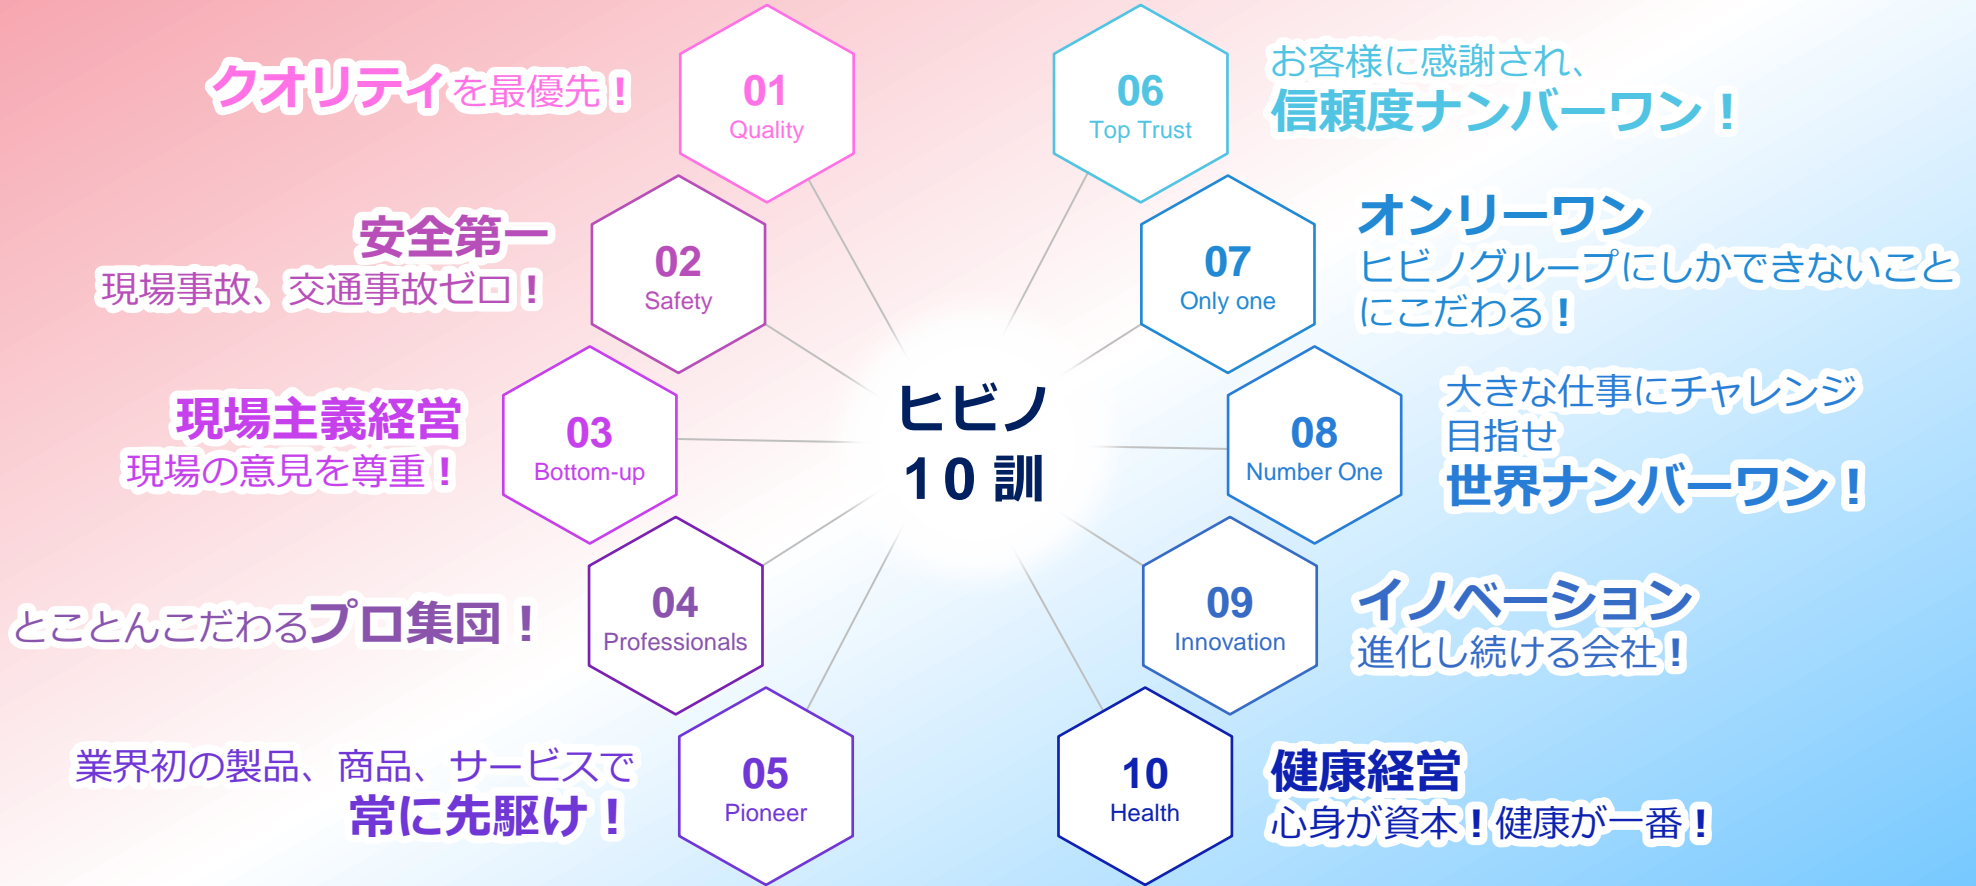 ヒビノ
10訓
01
Quality
クオリティを最優先！
02
Safety
安全第一
現場事故、交通事故ゼロ！
03
Bottom-up
現場主義経営
現場の意見を尊重！
04
Professionals
とことんこだわるプロ集団！
05
Pioneer
業界初の製品、商品、サービスで
常に先駆け！
06
Top Trust
お客様に感謝され、
信頼度ナンバーワン！
07
Only one
オンリーワン
ヒビノグループにしかできないこと
にこだわる！
08
Number One
大きな仕事にチャレンジ
目指せ
世界ナンバーワン！
09
Innovation
イノベーション
進化し続ける会社！
10
Health
健康経営
心身が資本！健康が一番！